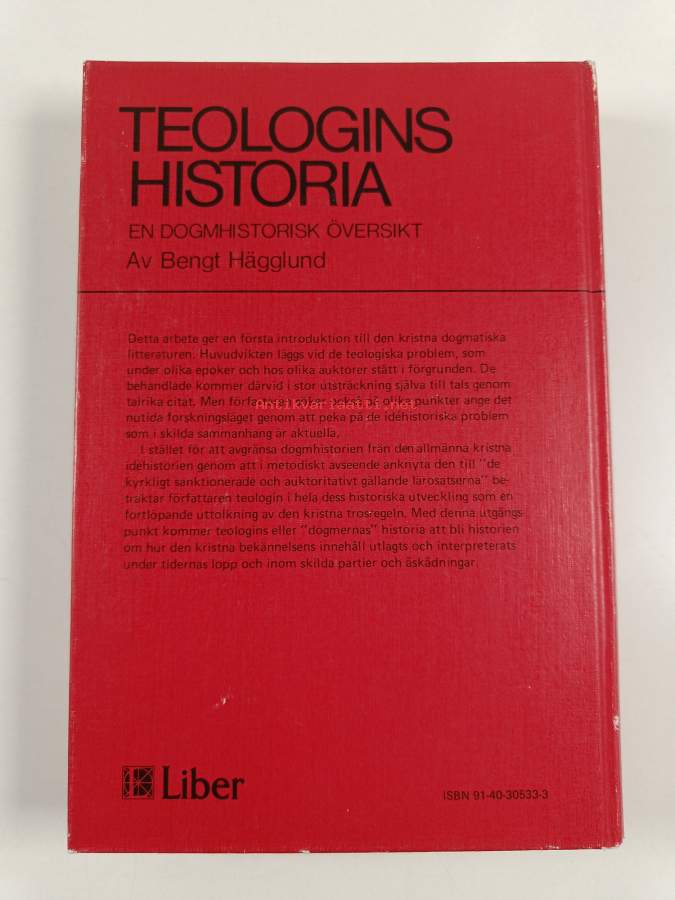 TEOLOGINS
HISTORIA
EN DOGMHISTORISK ÖVERSIKT
Av Bengt Hägglund
Detta arbete ger en första introduktion till den kristna dogmatiska
litteraturen. Huvudvikten läggs vid de teologiska problem, som
under olika epoker och hos olika auktorer stått i förgrunden. De
behandlade kommer därvid i stor utsträckning själva till tals genom
talrika citat. Men författaren söker också på olika punkter ange det
Antikvariaatti.net
nutida forskningsläget genom att peka på de idéhistoriska problem
som i skilda sammanhang är aktuella.
I stället för att avgränsa dogmhistorien från den allmänna kristna
idéhistorien genom att i metodiskt avseende anknyta den till "de
kyrkligt sanktionerade och auktoritativt gällande lärosatserna" be-
traktar författaren teologin i hela dess historiska utveckling som en
fortlöpande uttolkning av den kristna trosregeln. Med denna utgångs
punkt kommer teologins eller "dogmernas" historia att bli historien
om hur den kristna bekännelsens innehåll utlagts och interpreterats
under tidernas lopp och inom skilda partier och åskådningar.
Liber
ISBN 91-40-30533-3